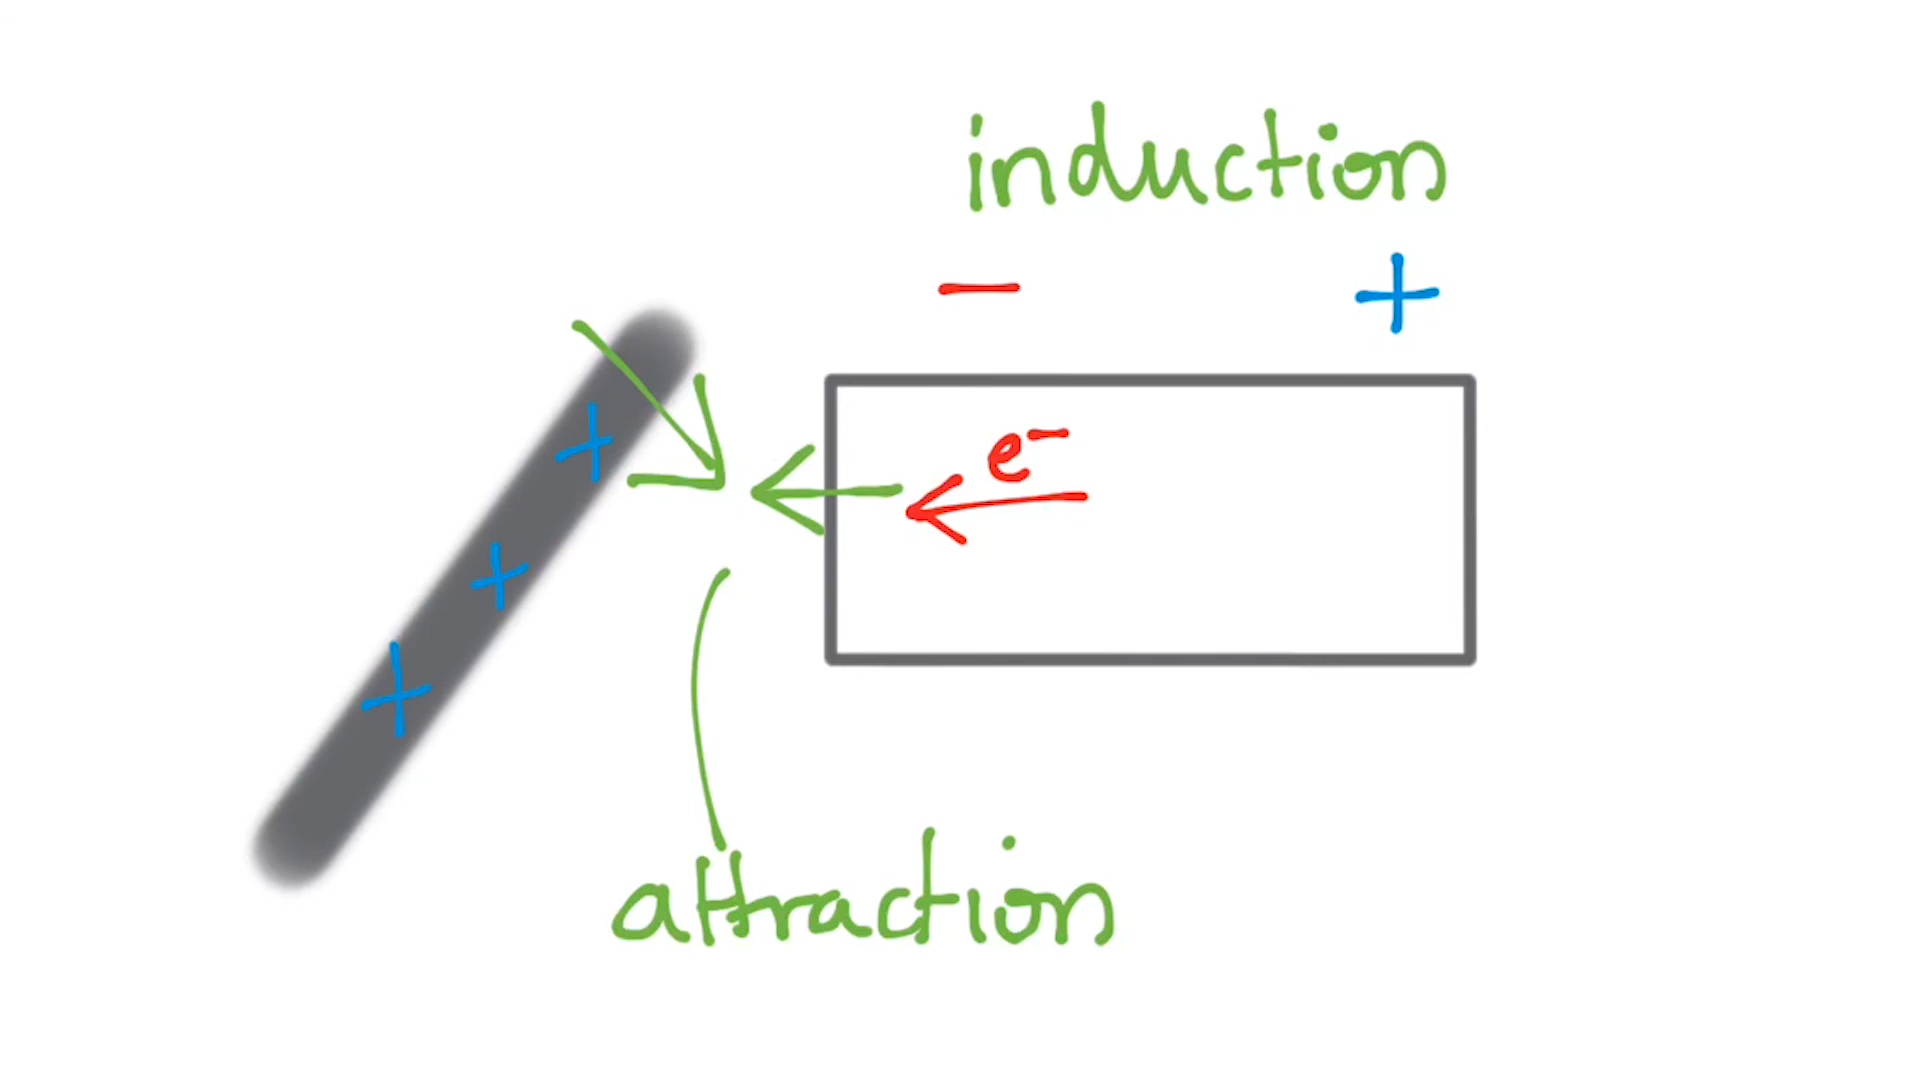 induction
− +
e⁻
+
+
+
attraction